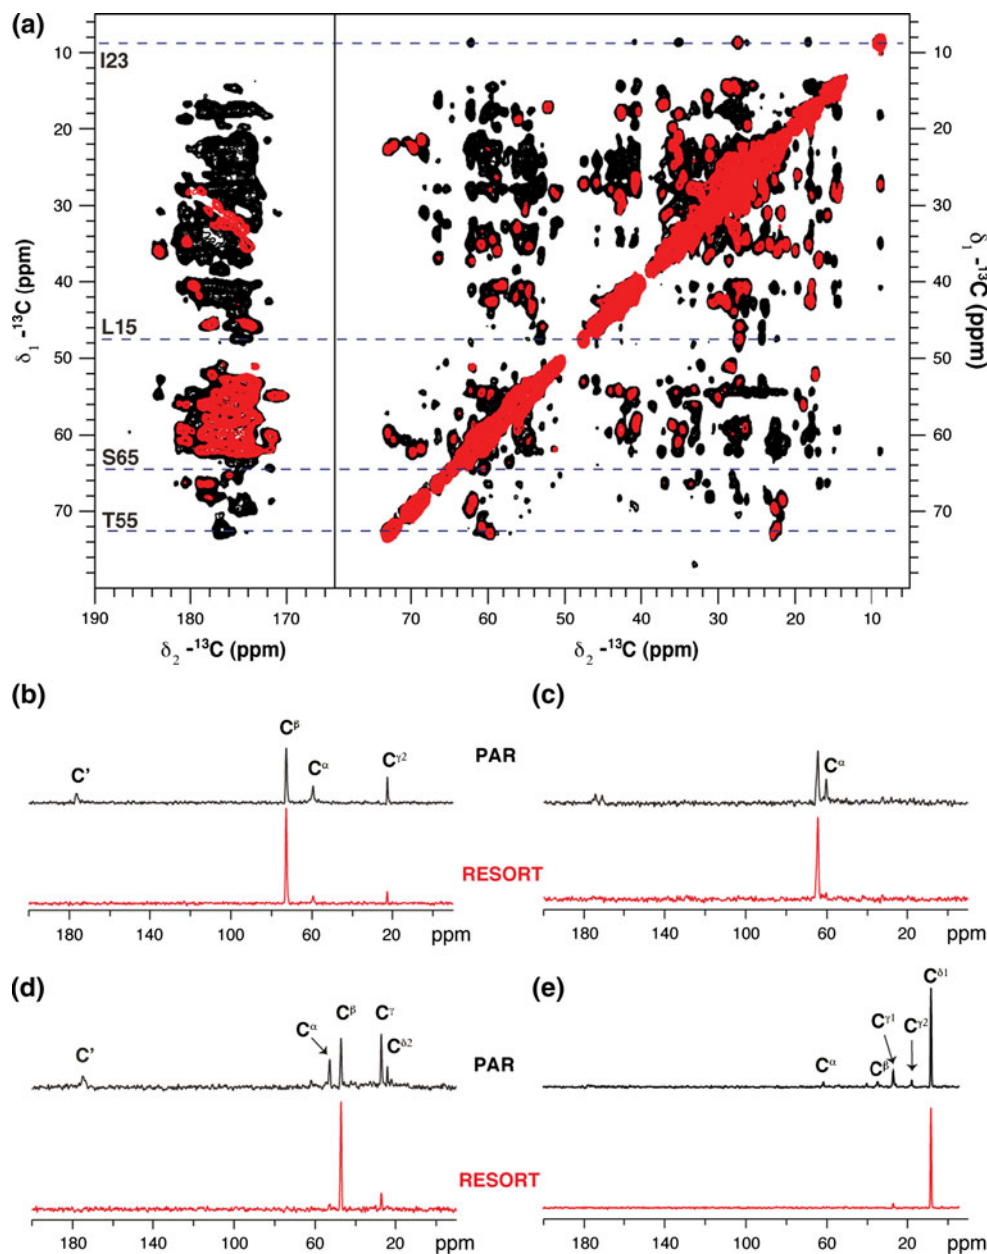 (a)
10
20
30
40
50
60
70
I23
L15
S65
T55
δ₁ -¹³C (ppm)
10
20
30
40
50
60
70
δ₁ -¹³C (ppm)
190 180 170
70 60 50 40 30 20 10
δ₂ -¹³C (ppm)
δ₂ -¹³C (ppm)
(b)
C' Cᵝ Cᵅ Cᵞ²
PAR
RESORT
180 140 100 60 20 ppm
(c)
Cᵅ
180 140 100 60 20 ppm
(d)
C' Cᵅ Cᵝ Cᵞ Cᵟ²
PAR
RESORT
180 140 100 60 20 ppm
(e)
Cᵅ Cᵝ Cᵞ¹ Cᵞ² Cᵟ¹
180 140 100 60 20 ppm